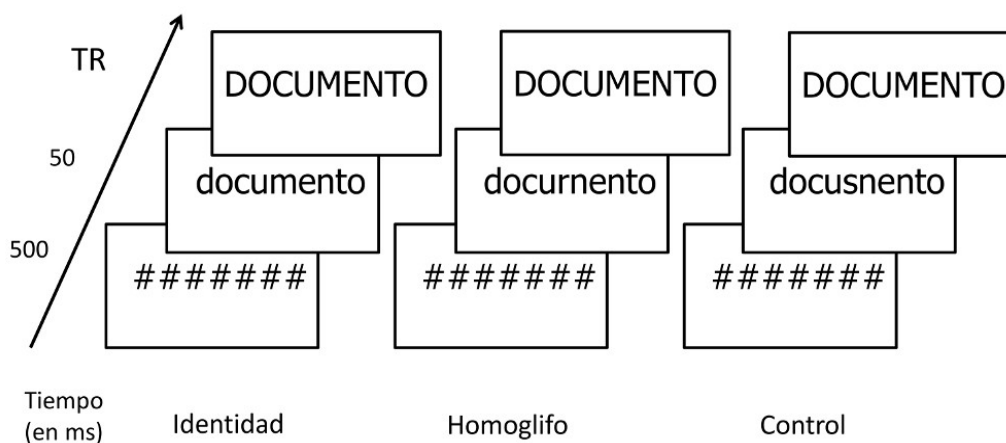 TR
DOCUMENTO DOCUMENTO DOCUMENTO
50
documento docurnento docusnento
500
####### ####### #######
Tiempo
(en ms)
Identidad Homoglifo Control